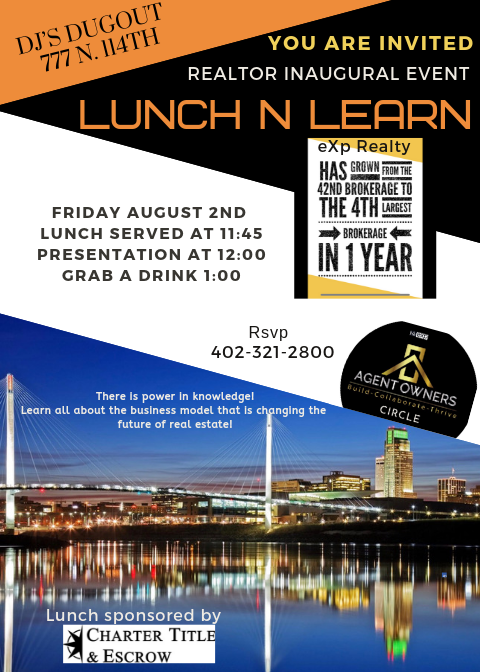 DJ'S DUGOUT
777 N. 114TH
YOU ARE INVITED
REALTOR INAUGURAL EVENT
LUNCH N LEARN
eXp Realty
HAS GROWN FROM THE
42ND BROKERAGE TO
THE 4TH LARGEST
BROKERAGE
IN 1 YEAR
FRIDAY AUGUST 2ND
LUNCH SERVED AT 11:45
PRESENTATION AT 12:00
GRAB A DRINK 1:00
Rsvp
402-321-2800
AGENT OWNERS
Build-Collaborate-Thrive
CIRCLE
There is power in knowledge!
Learn all about the business model that is changing the
future of real estate!
Lunch sponsored by
CHARTER TITLE
& ESCROW